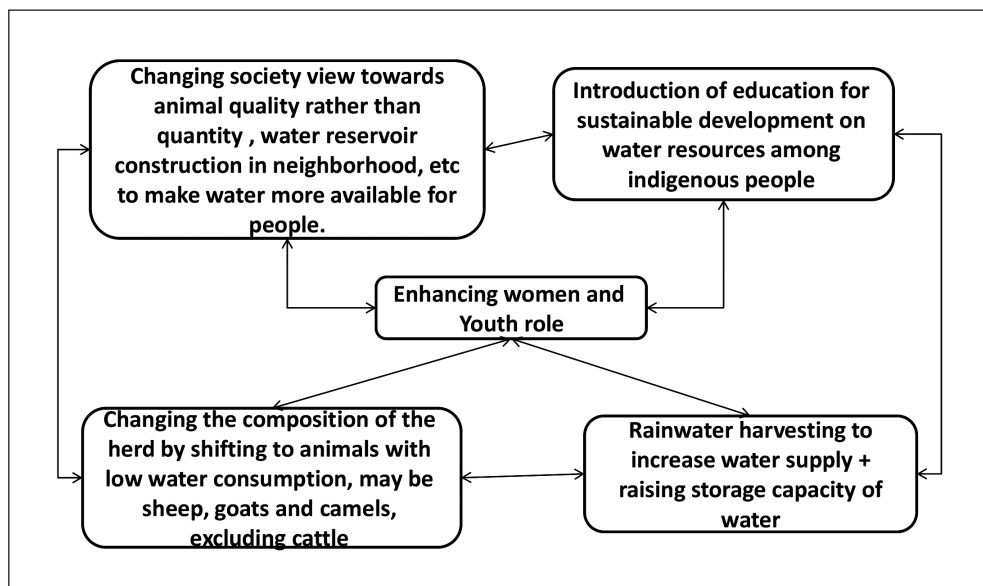 Changing society view towards
animal quality rather than
quantity , water reservoir
construction in neighborhood, etc
to make water more available for
people.
Introduction of education for
sustainable development on
water resources among
indigenous people
Enhancing women and
Youth role
Changing the composition of the
herd by shifting to animals with
low water consumption, may be
sheep, goats and camels,
excluding cattle
Rainwater harvesting to
increase water supply +
raising storage capacity of
water